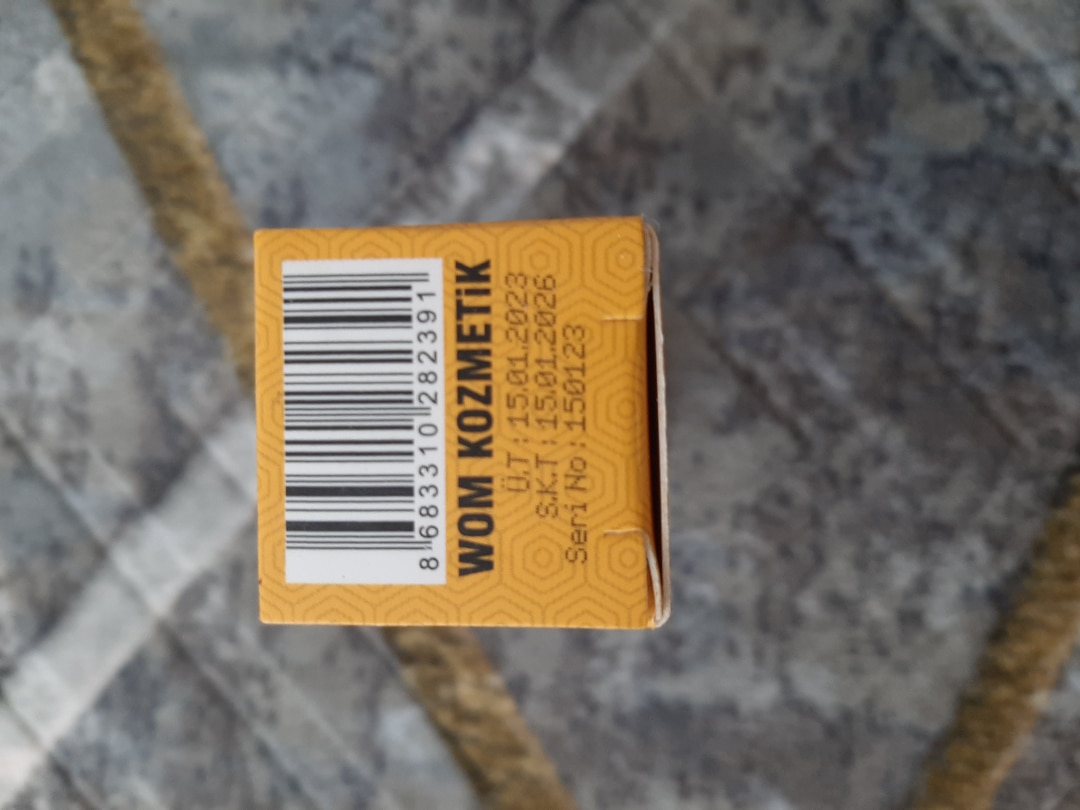 8 683310 282391
WOM KOZMETİK
Ü.T : 15.01.2023
S.K.T : 15.01.2026
Seri No : 150123